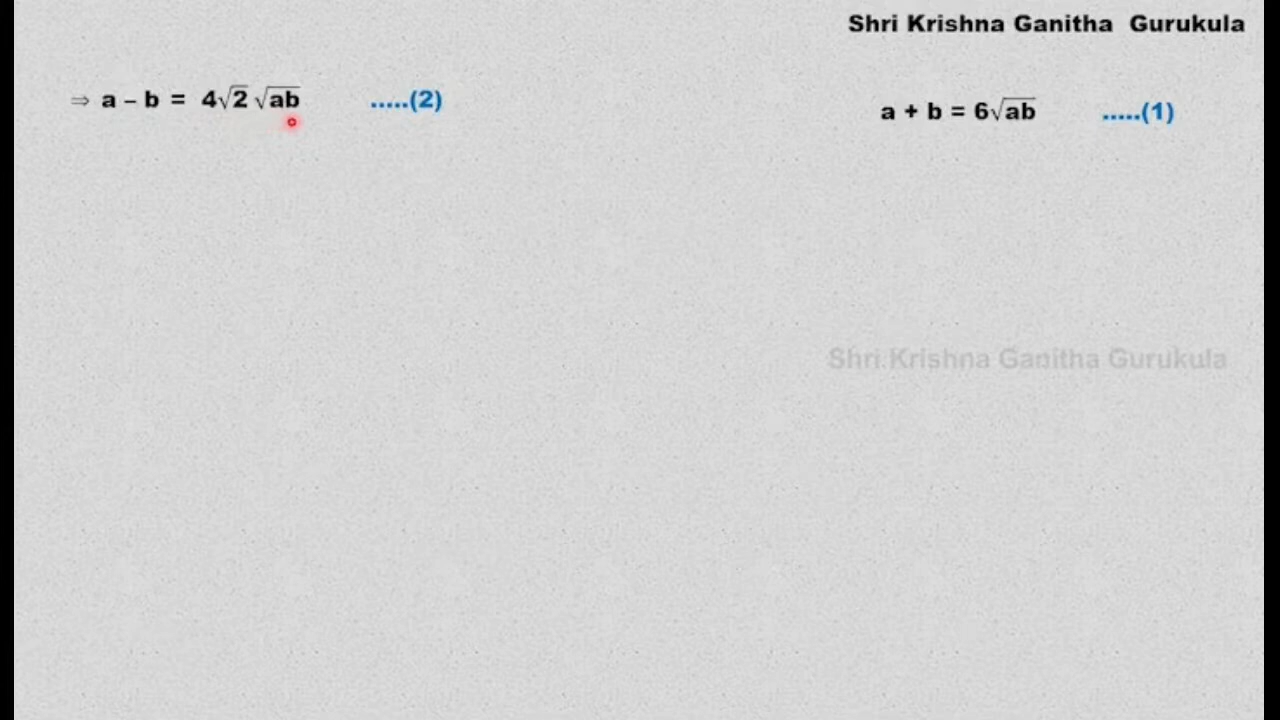 Shri Krishna Ganitha Gurukula
⇒ a – b = 4√2 √ab .....(2)
a + b = 6√ab .....(1)
Shri Krishna Ganitha Gurukula